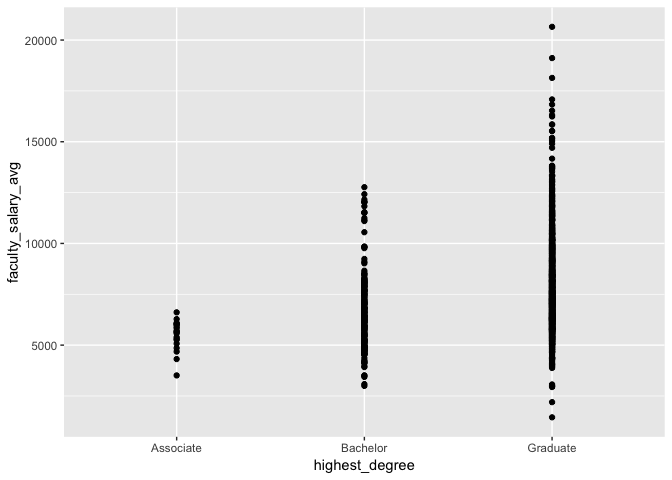 20000
15000
10000
5000
faculty_salary_avg
Associate Bachelor Graduate
highest_degree